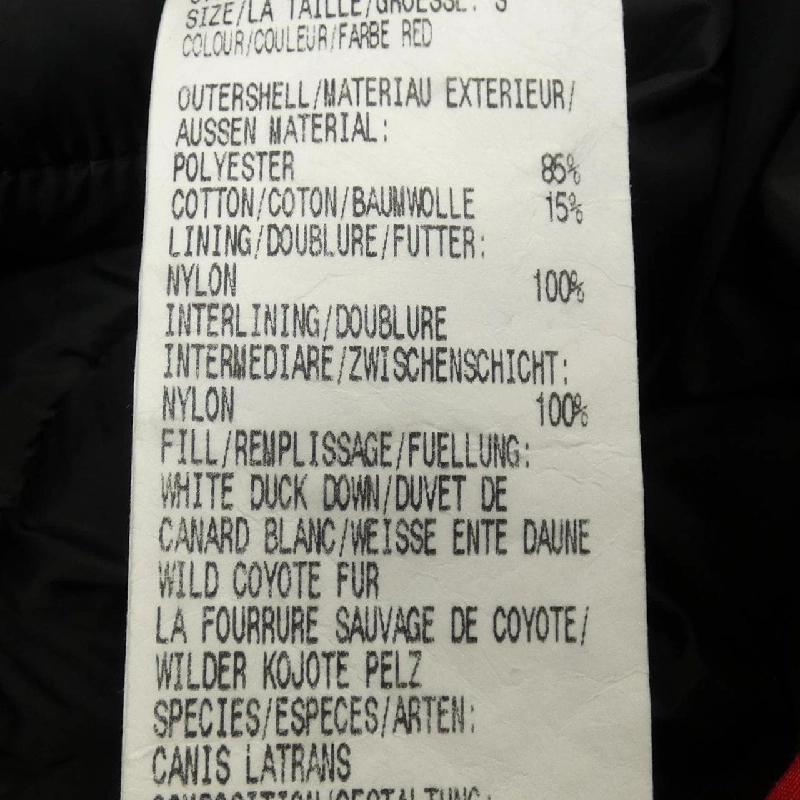 SIZE/LA TAILLE/GROESSE: S
COLOUR/COULEUR/FARBE RED
OUTERSHELL/MATERIAU EXTERIEUR/
AUSSEN MATERIAL:
POLYESTER 85%
COTTON/COTON/BAUMWOLLE 15%
LINING/DOUBLURE/FUTTER:
NYLON 100%
INTERLINING/DOUBLURE
INTERMEDIARE/ZWISCHENSCHICHT:
NYLON 100%
FILL/REMPLISSAGE/FUELLUNG:
WHITE DUCK DOWN/DUVET DE
CANARD BLANC/WEISSE ENTE DAUNE
WILD COYOTE FUR
LA FOURRURE SAUVAGE DE COYOTE/
WILDER KOJOTE PELZ
SPECIES/ESPECES/ARTEN:
CANIS LATRANS
COMPOSITION/GESTALTUNG: